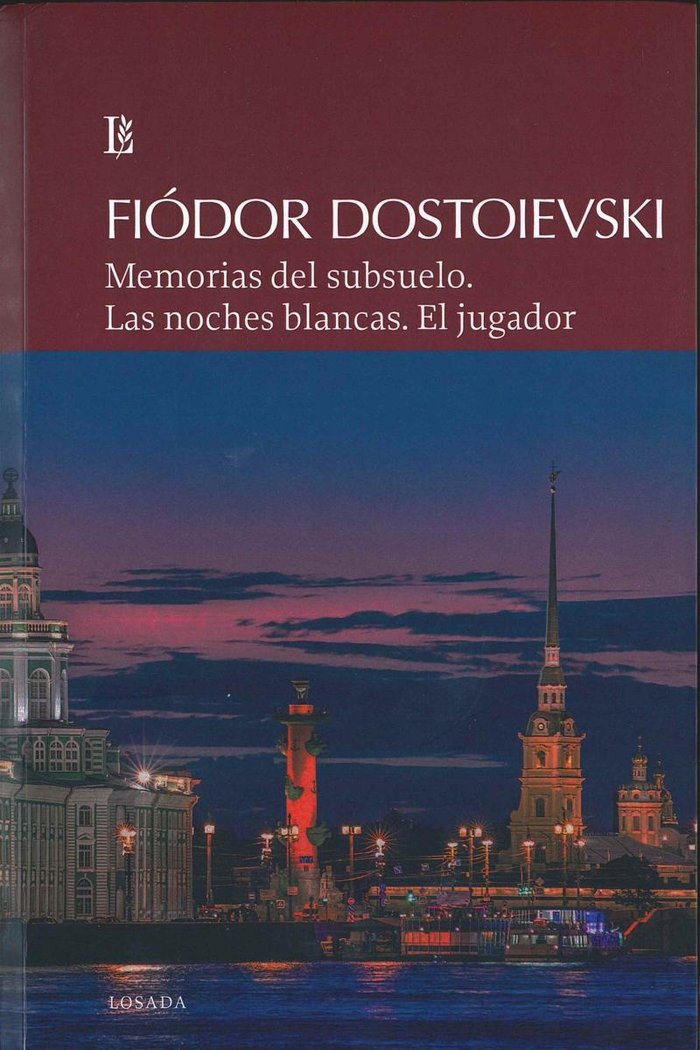 L
FIÓDOR DOSTOIEVSKI
Memorias del subsuelo.
Las noches blancas. El jugador
LOSADA